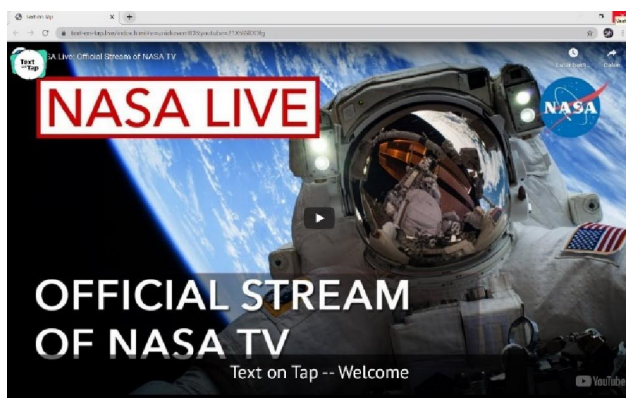 Text on Tap
SA Live: Official Stream of NASA TV
NASA LIVE
NASA
OFFICIAL STREAM
OF NASA TV
Text on Tap -- Welcome
YouTube